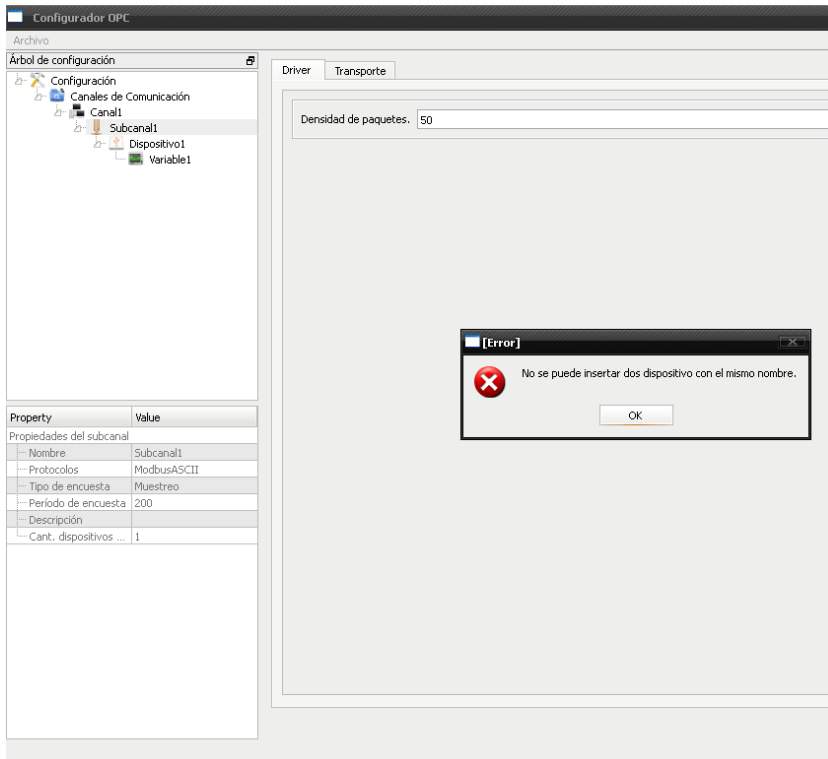 Configurador OPC
Archivo
Árbol de configuración
Configuración
Canales de Comunicación
Canal1
Subcanal1
Dispositivo1
Variable1
Property Value
Propiedades del subcanal
Nombre Subcanal1
Protocolos ModbusASCII
Tipo de encuesta Muestreo
Período de encuesta 200
Descripción
Cant. dispositivos ... 1
Driver Transporte
Densidad de paquetes. 50
[Error]
No se puede insertar dos dispositivo con el mismo nombre.
OK